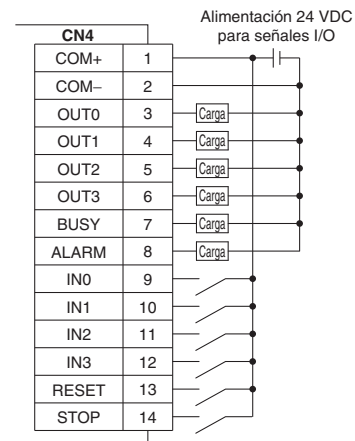 Alimentación 24 VDC
para señales I/O
CN4
COM+ 1
COM– 2
OUT0 3 Carga
OUT1 4 Carga
OUT2 5 Carga
OUT3 6 Carga
BUSY 7 Carga
ALARM 8 Carga
IN0 9
IN1 10
IN2 11
IN3 12
RESET 13
STOP 14